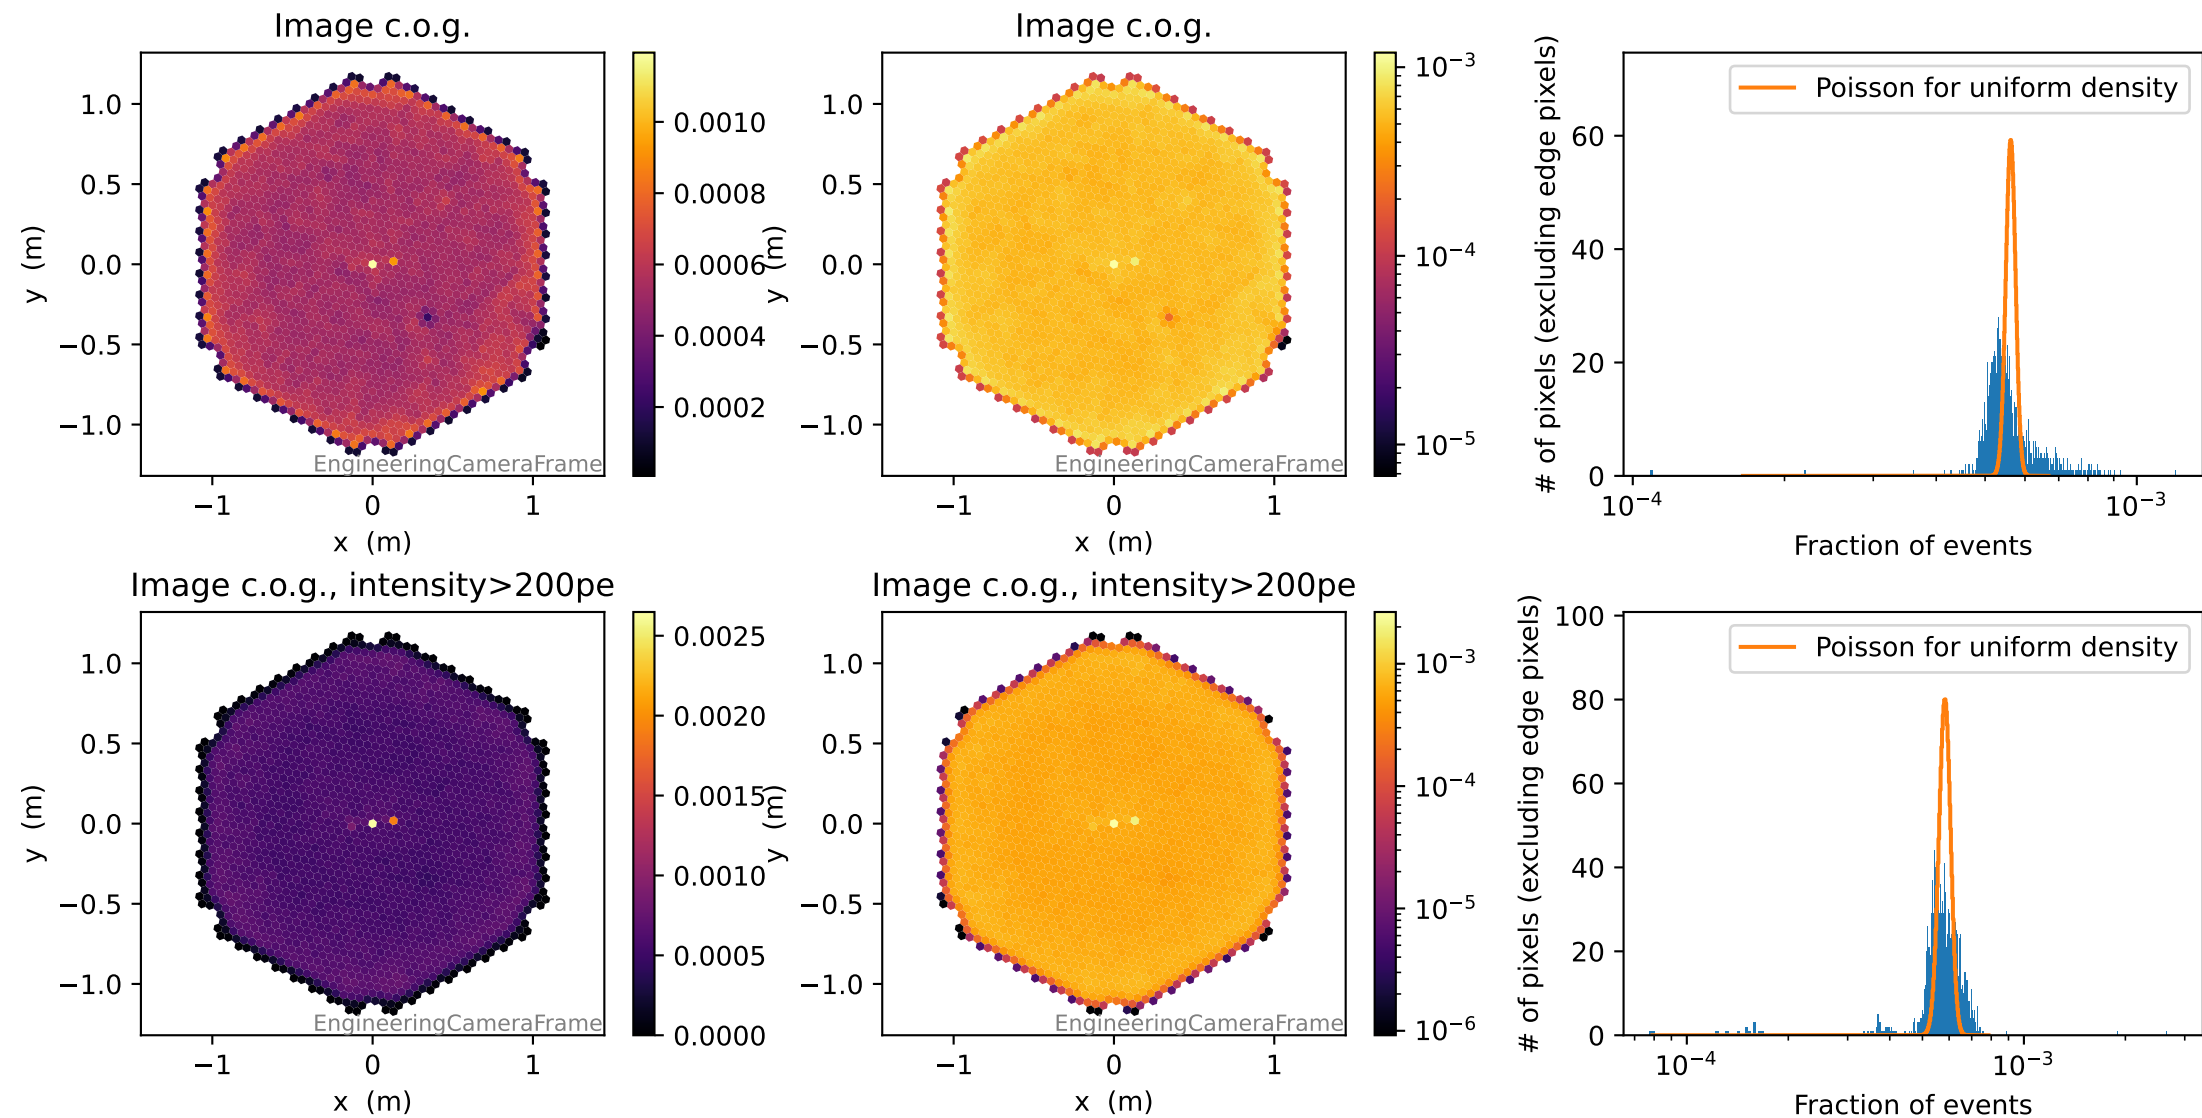 Image c.o.g.
1.0
0.5
0.0
−0.5
−1.0
−1
0
1
y (m)
x (m)
EngineeringCameraFrame
0.0010
0.0008
0.0006
0.0004
0.0002
Image c.o.g.
1.0
0.5
0.0
−0.5
−1.0
−1
0
1
y (m)
x (m)
EngineeringCameraFrame
10−3
10−4
10−5
Poisson for uniform density
# of pixels (excluding edge pixels)
60
40
20
0
10−4
10−3
Fraction of events
Image c.o.g., intensity>200pe
1.0
0.5
0.0
−0.5
−1.0
−1
0
1
y (m)
x (m)
EngineeringCameraFrame
0.0025
0.0020
0.0015
0.0010
0.0005
0.0000
Image c.o.g., intensity>200pe
1.0
0.5
0.0
−0.5
−1.0
−1
0
1
y (m)
x (m)
EngineeringCameraFrame
10−3
10−4
10−5
10−6
Poisson for uniform density
# of pixels (excluding edge pixels)
100
80
60
40
20
0
10−4
10−3
Fraction of events